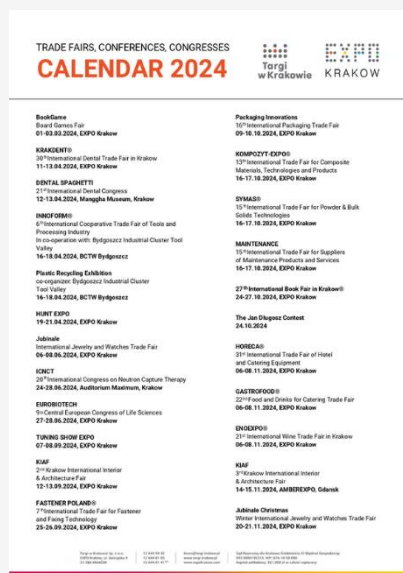 TRADE FAIRS, CONFERENCES, CONGRESSES
CALENDAR 2024
Targi
w Krakowie
EXPO
KRAKOW
BookGame
Board Games Fair
01-03.03.2024, EXPO Krakow
KRAKDENT®
30th International Dental Trade Fair in Krakow
11-13.04.2024, EXPO Krakow
DENTAL SPAGHETTI
21st International Dental Congress
12-13.04.2024, Manggha Museum, Krakow
INNOFORM®
6th International Cooperative Trade Fair of Tools and
Processing Industry
In co-operation with: Bydgoszcz Industrial Cluster Tool
Valley
16-18.04.2024, BCTW Bydgoszcz
Plastic Recycling Exhibition
co-organizer: Bydgoszcz Industrial Cluster
Tool Valley
16-18.04.2024, BCTW Bydgoszcz
HUNT EXPO
19-21.04.2024, EXPO Krakow
Jubinale
International Jewelry and Watches Trade Fair
06-08.06.2024, EXPO Krakow
ICNCT
20th International Congress on Neutron Capture Therapy
24-28.06.2024, Auditorium Maximum, Krakow
EUROBIOTECH
9th Central European Congress of Life Sciences
27-28.06.2024, EXPO Krakow
TUNING SHOW EXPO
07-08.09.2024, EXPO Krakow
KIAF
2nd Krakow International Interior
& Architecture Fair
12-13.09.2024, EXPO Krakow
FASTENER POLAND®
7th International Trade Fair for Fastener
and Fixing Technology
25-26.09.2024, EXPO Krakow
Packaging Innovations
16th International Packaging Trade Fair
09-10.10.2024, EXPO Krakow
KOMPOZYT-EXPO®
13th International Trade Fair for Composite
Materials, Technologies and Products
16-17.10.2024, EXPO Krakow
SYMAS®
15th International Trade Fair for Powder & Bulk
Solids Technologies
16-17.10.2024, EXPO Krakow
MAINTENANCE
15th International Trade Fair for Suppliers
of Maintenance Products and Services
16-17.10.2024, EXPO Krakow
27th International Book Fair in Krakow®
24-27.10.2024, EXPO Krakow
The Jan Długosz Contest
24.10.2024
HORECA®
31st International Trade Fair of Hotel
and Catering Equipment
06-08.11.2024, EXPO Krakow
GASTROFOOD®
22nd Food and Drinks for Catering Trade Fair
06-08.11.2024, EXPO Krakow
ENOEXPO®
21st International Wine Trade Fair in Krakow
06-08.11.2024, EXPO Krakow
KIAF
3rd Krakow International Interior
& Architecture Fair
14-15.11.2024, AMBEREXPO, Gdansk
Jubinale Christmas
Winter International Jewelry and Watches Trade Fair
20-21.11.2024, EXPO Krakow